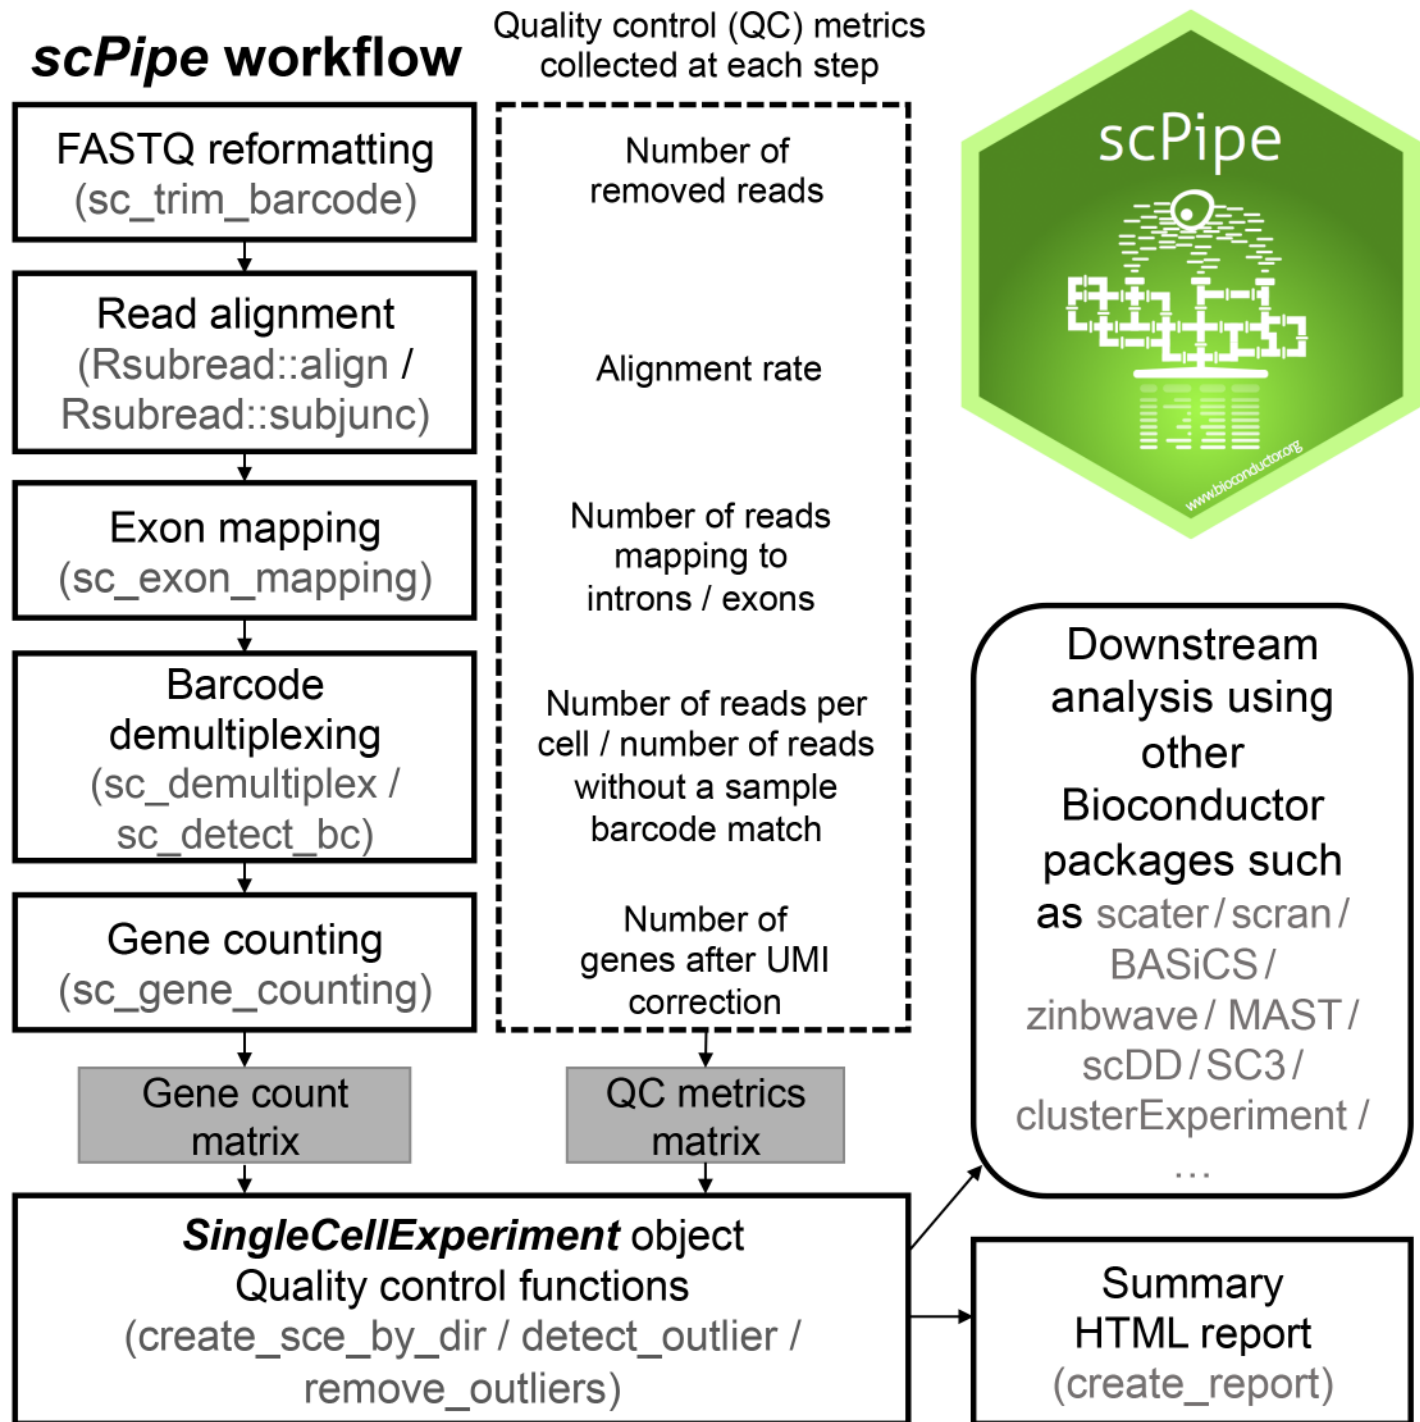 scPipe workflow
Quality control (QC) metrics
collected at each step
FASTQ reformatting
(sc_trim_barcode)
Read alignment
(Rsubread::align /
Rsubread::subjunc)
Exon mapping
(sc_exon_mapping)
Barcode
demultiplexing
(sc_demultiplex /
sc_detect_bc)
Gene counting
(sc_gene_counting)
Gene count
matrix
Number of
removed reads
Alignment rate
Number of reads
mapping to
introns / exons
Number of reads per
cell / number of reads
without a sample
barcode match
Number of
genes after UMI
correction
QC metrics
matrix
SingleCellExperiment object
Quality control functions
(create_sce_by_dir / detect_outlier /
remove_outliers)
scPipe
www.bioconductor.org
Downstream
analysis using
other
Bioconductor
packages such
as scater / scran /
BASiCS /
zinbwave / MAST /
scDD / SC3 /
clusterExperiment /
...
Summary
HTML report
(create_report)